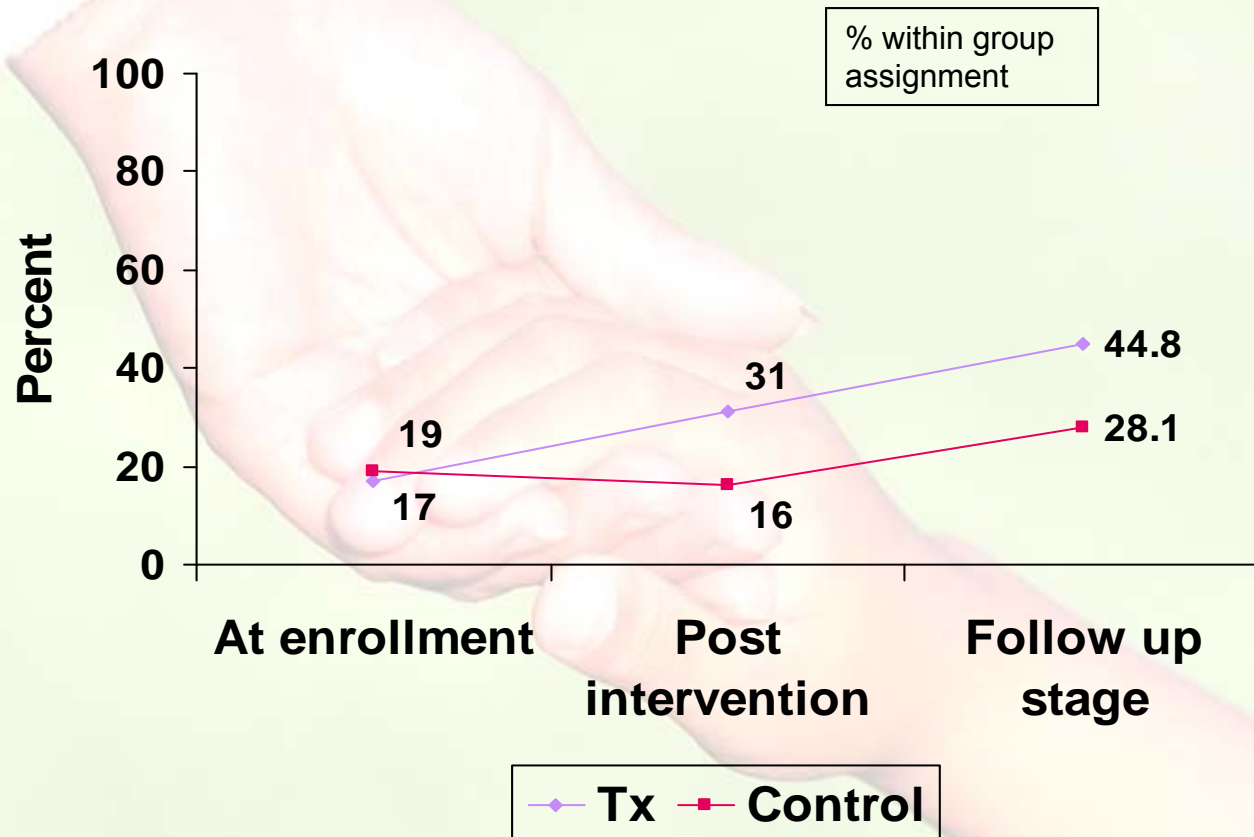 % within group
assignment
Percent
100
80
60
40
20
0
19
17
31
16
44.8
28.1
At enrollment
Post
intervention
Follow up
stage
Tx
Control